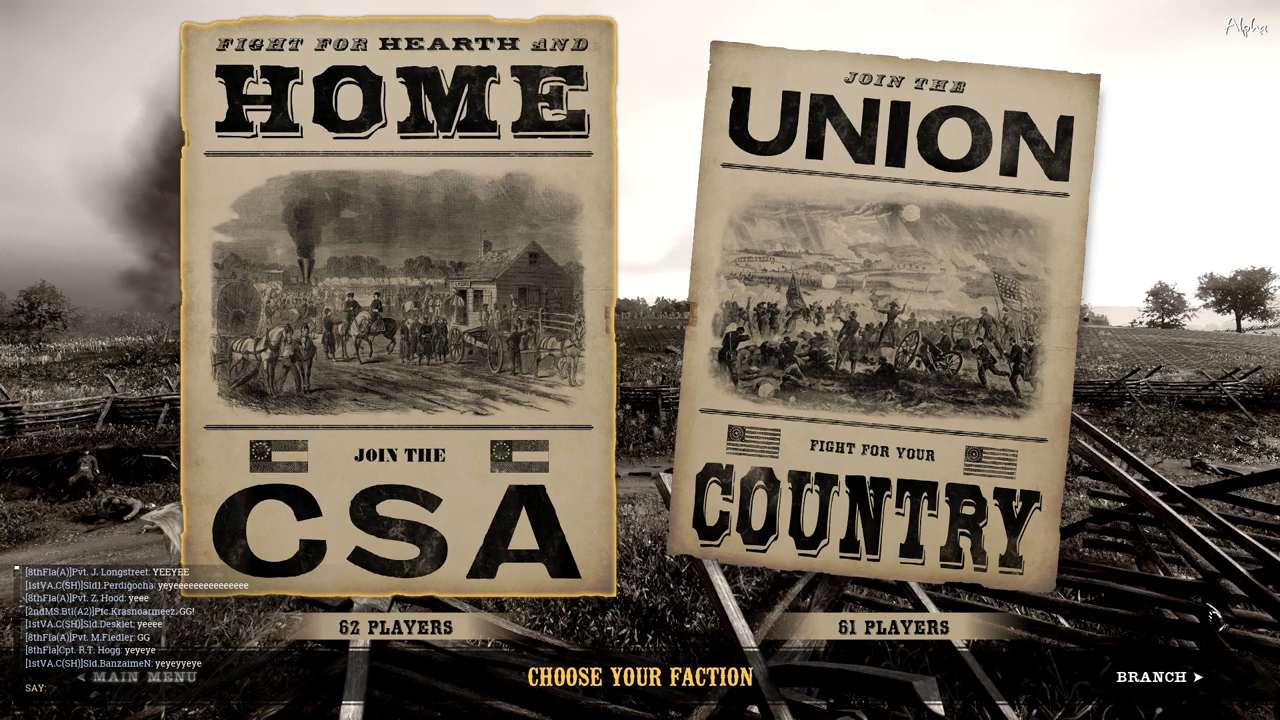 Alpha
FIGHT FOR HEARTH AND
HOME
JOIN THE
CSA
62 PLAYERS
JOIN THE
UNION
FIGHT FOR YOUR
COUNTRY
61 PLAYERS
[8thFla(A)]Pvt. J. Longstreet: YEEYEE
[1stVA.C(SH)]Sld.Perdigocha: yeyeeeeeeeeeeeeeee
[8thFla(A)]Pvt. Z. Hood: yeee
[2ndMS.Btl(A2)]Pfc.Krasnoarmeez: GG!
[1stVA.C(SH)]Sld.Desklet: yeeee
[8thFla(A)]Pvt. M.Fiedler: GG
[8thFla]Cpt. R.T. Hogg: yeyeye
[1stVA.C(SH)]Sld.BanzaimeN: yeyeyyeye
MAIN MENU
SAY:
CHOOSE YOUR FACTION
BRANCH